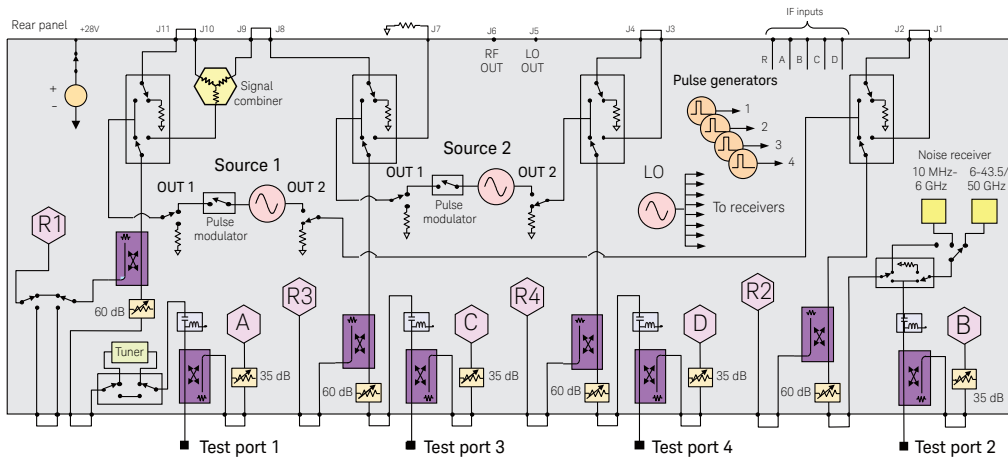 Rear panel
+28V
J11
J10
J9
J8
J7
J6
J5
J4
J3
IF inputs
J2
J1
RF
OUT
LO
OUT
R
A
B
C
D
+
-
Signal
combiner
Pulse generators
1
2
3
4
Source 1
OUT 1
OUT 2
Pulse
modulator
Source 2
OUT 1
OUT 2
Pulse
modulator
LO
To receivers
Noise receiver
10 MHz-
6 GHz
6-43.5/
50 GHz
R1
60 dB
Tuner
A
35 dB
R3
60 dB
C
35 dB
R4
60 dB
D
35 dB
R2
60 dB
B
35 dB
Test port 1
Test port 3
Test port 4
Test port 2